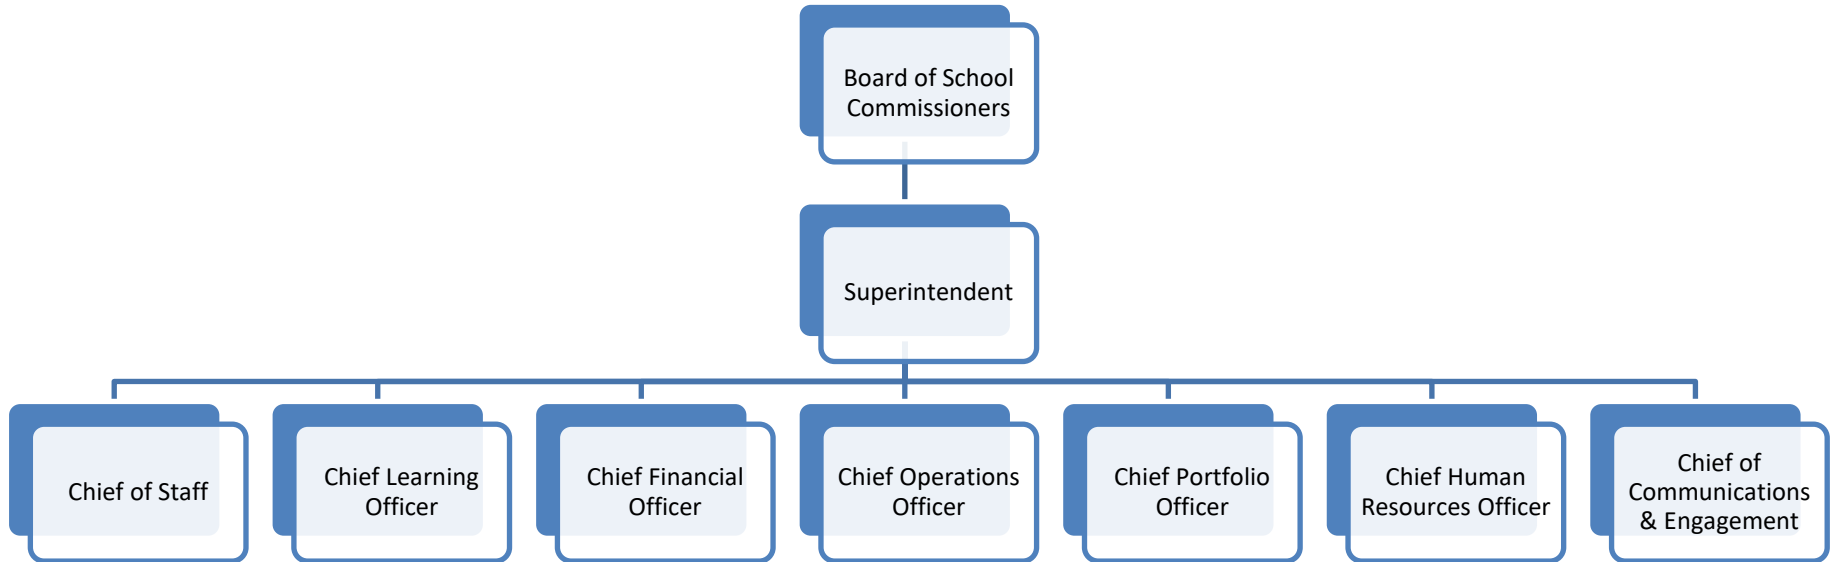 Board of School
Commissioners
Superintendent
Chief of Staff
Chief Learning
Officer
Chief Financial
Officer
Chief Operations
Officer
Chief Portfolio
Officer
Chief Human
Resources Officer
Chief of
Communications
& Engagement